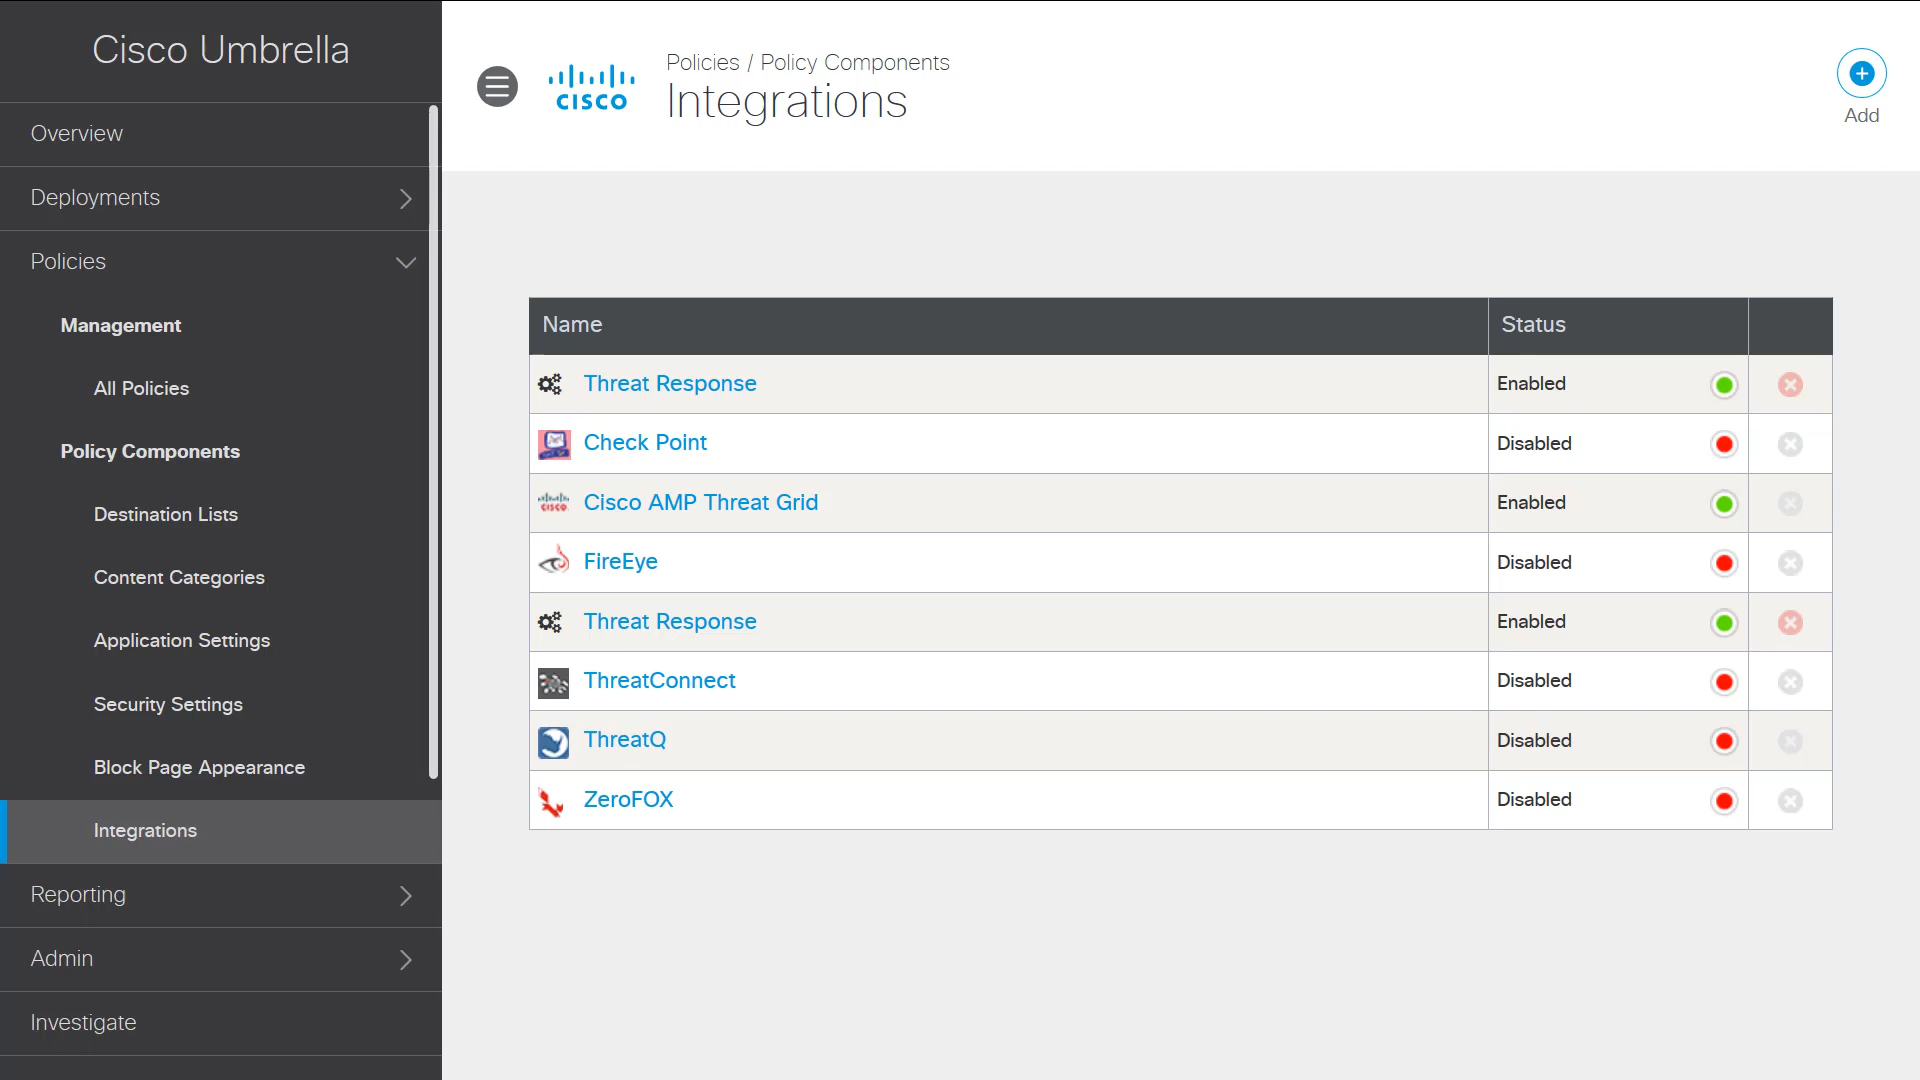 Cisco Umbrella
Overview
Deployments
Policies
Management
All Policies
Policy Components
Destination Lists
Content Categories
Application Settings
Security Settings
Block Page Appearance
Integrations
Reporting
Admin
Investigate
CISCO
Policies / Policy Components
Integrations
Add
Name Status
Threat Response Enabled
Check Point Disabled
CISCO Cisco AMP Threat Grid Enabled
FireEye Disabled
Threat Response Enabled
ThreatConnect Disabled
ThreatQ Disabled
ZeroFOX Disabled